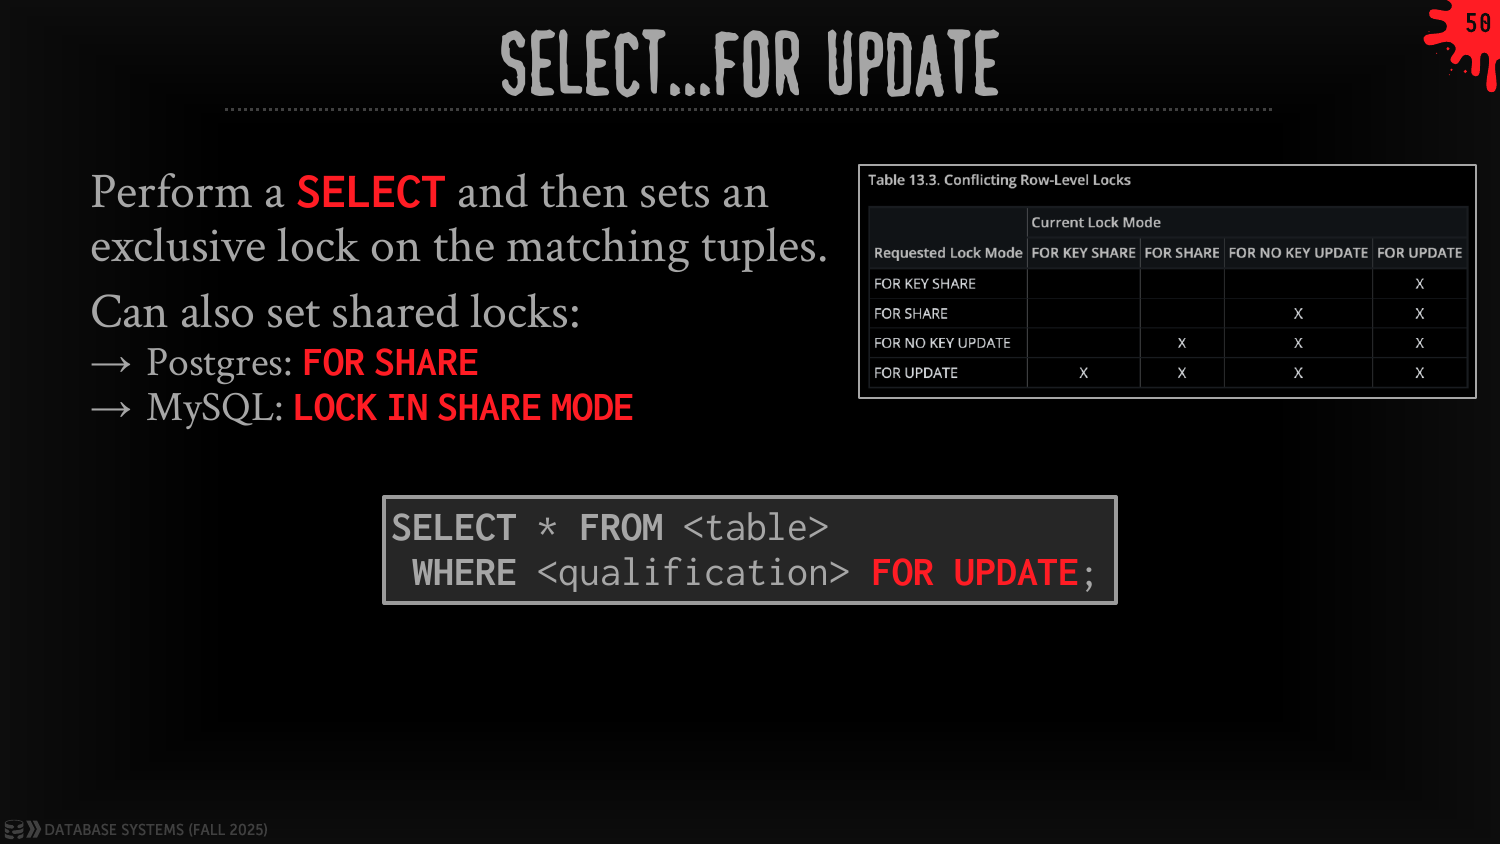 50
SELECT...FOR UPDATE
Perform a SELECT and then sets an
exclusive lock on the matching tuples.
Can also set shared locks:
→ Postgres: FOR SHARE
→ MySQL: LOCK IN SHARE MODE
Table 13.3. Conflicting Row-Level Locks
Current Lock Mode
Requested Lock Mode FOR KEY SHARE FOR SHARE FOR NO KEY UPDATE FOR UPDATE
FOR KEY SHARE X
FOR SHARE X X
FOR NO KEY UPDATE X X X
FOR UPDATE X X X X
SELECT * FROM <table>
WHERE <qualification> FOR UPDATE;
DATABASE SYSTEMS (FALL 2025)